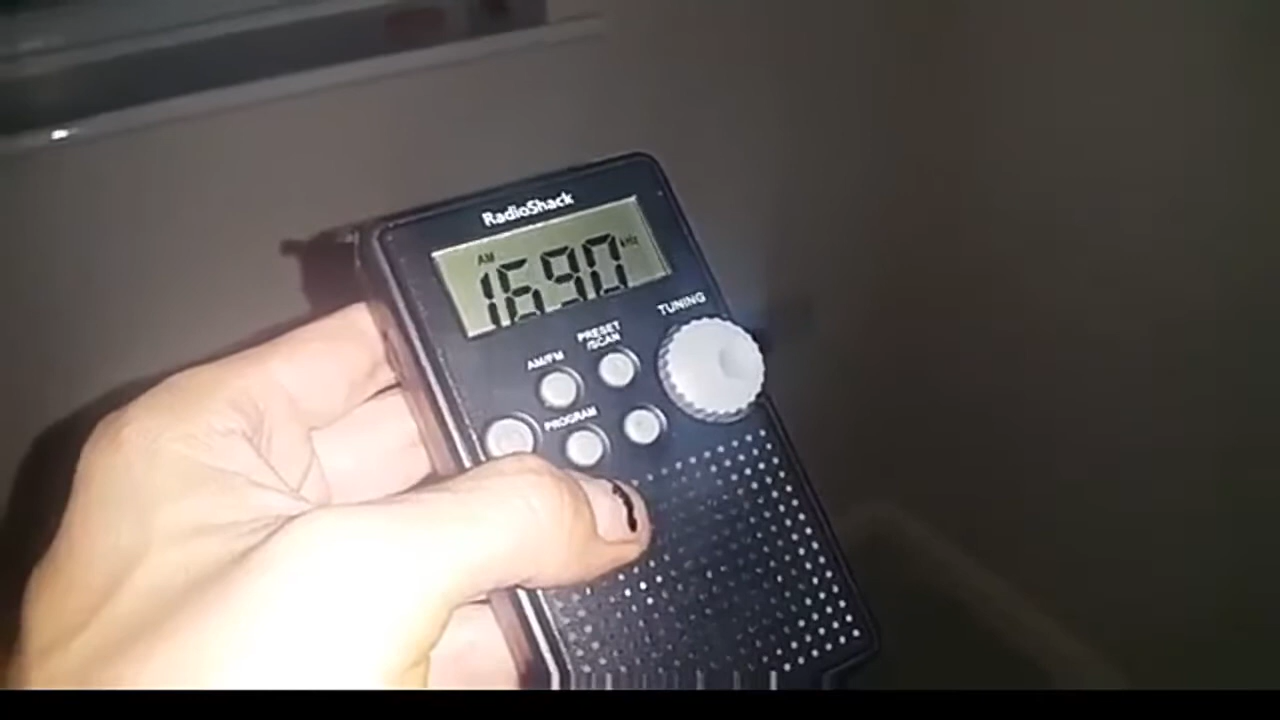 RadioShack
AM
1690 kHz
TUNING
PRESET
/SCAN
AM/FM
PROGRAM